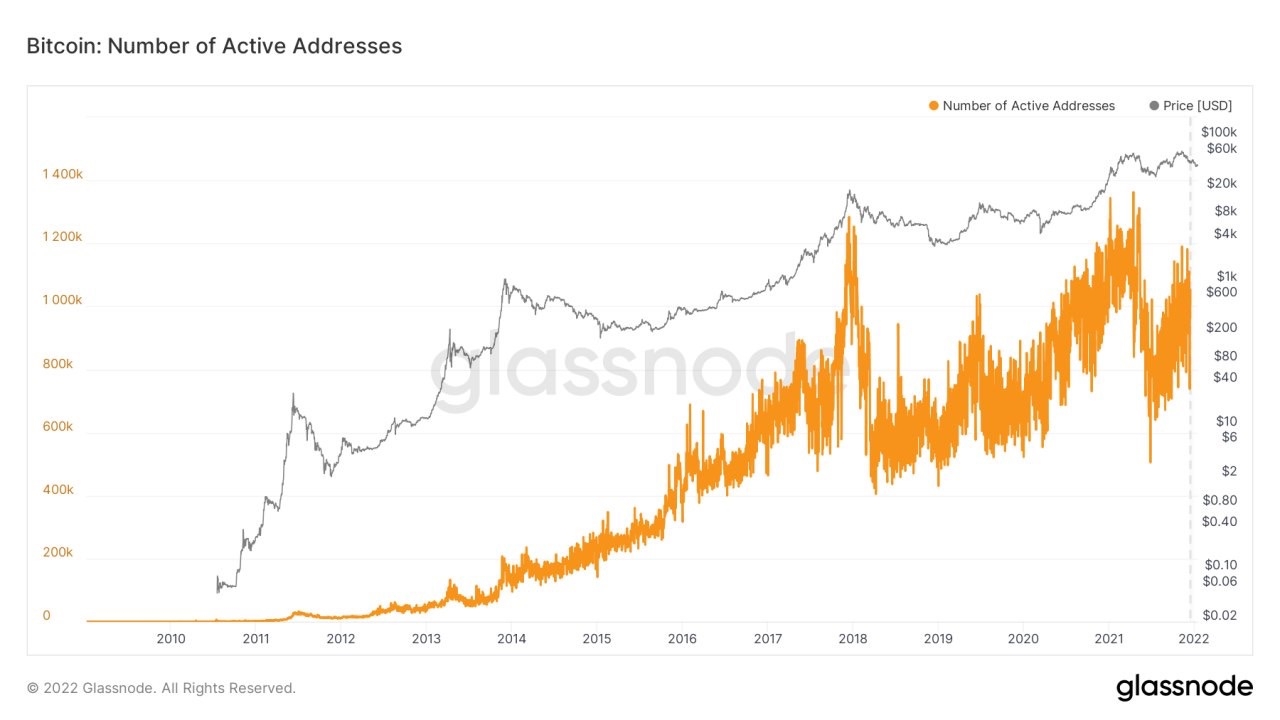 Bitcoin: Number of Active Addresses
Number of Active Addresses
Price [USD]
1 400k
1 200k
1 000k
800k
600k
400k
200k
0
$100k
$60k
$20k
$8k
$4k
$1k
$600
$200
$80
$40
$10
$6
$2
$0.80
$0.40
$0.10
$0.06
$0.02
glassnode
2010 2011 2012 2013 2014 2015 2016 2017 2018 2019 2020 2021 2022
© 2022 Glassnode. All Rights Reserved.
glassnode